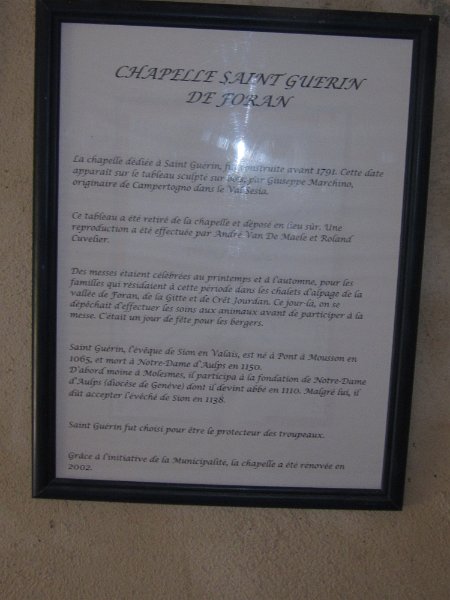 CHAPELLE SAINT GUERIN
DE FORAN
La chapelle dédiée à Saint Guérin, fut construite avant 1791. Cette date
apparaît sur le tableau sculpté sur bois, par Giuseppe Marchino,
originaire de Campertogno dans le Val Sesia.
Ce tableau a été retiré de la chapelle et déposé en lieu sûr. Une
reproduction a été effectuée par André Van De Maele et Roland
Cuvelier.
Des messes étaient célébrées au printemps et à l'automne, pour les
familles qui résidaient à cette période dans les chalets d'alpage de la
vallée de Foran, de la Gitte et de Crêt Jourdan. Ce jour-là, on se
dépêchait d'effectuer les soins aux animaux avant de participer à la
messe. C'était un jour de fête pour les bergers.
Saint Guérin, l'évêque de Sion en Valais, est né à Pont à Mousson en
1065, et mort à Notre-Dame d'Aulps en 1150.
D'abord moine à Molesmes, il participa à la fondation de Notre-Dame
d'Aulps (diocèse de Genève) dont il devint abbé en 1110. Malgré lui, il
dût accepter l'évêché de Sion en 1138.
Saint Guérin fut choisi pour être le protecteur des troupeaux.
Grâce à l'initiative de la Municipalité, la chapelle a été rénovée en
2002.